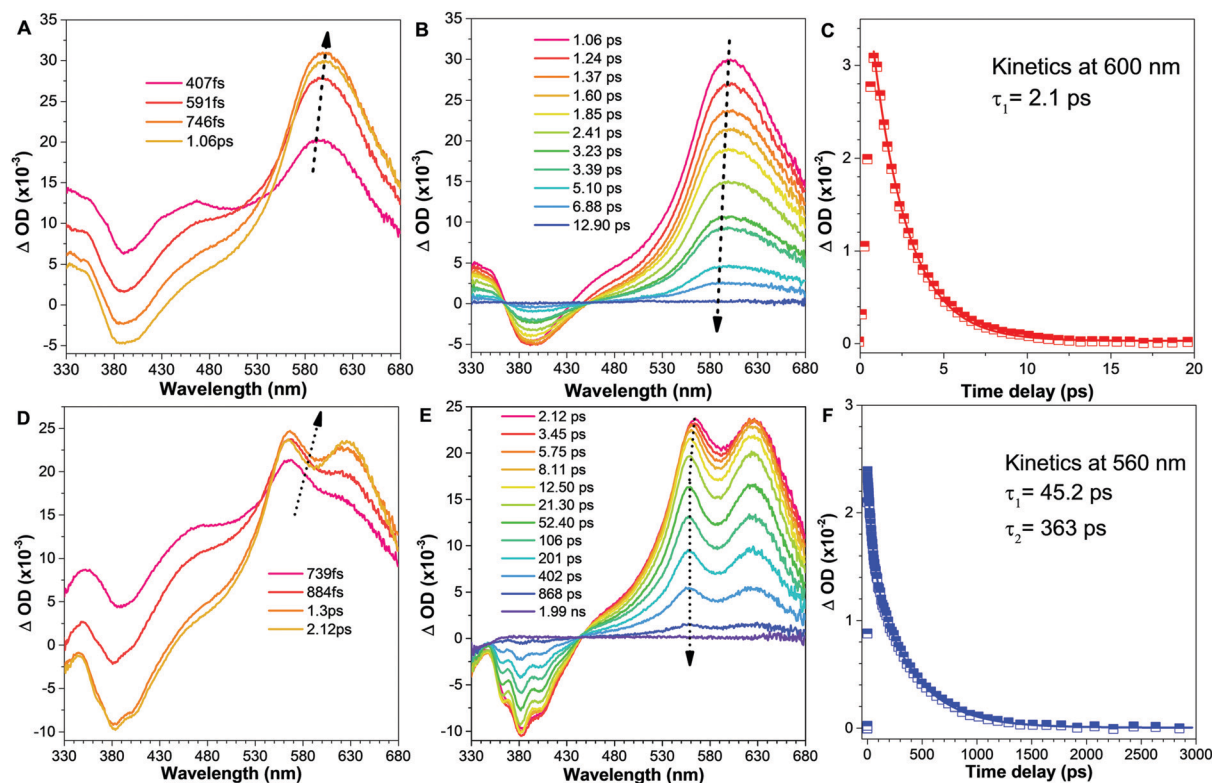 A
407fs
591fs
746fs
1.06ps
35
30
25
20
15
10
5
0
-5
330 380 430 480 530 580 630 680
Wavelength (nm)
Δ OD (x10⁻³)
B
1.06 ps
1.24 ps
1.37 ps
1.60 ps
1.85 ps
2.41 ps
3.23 ps
3.39 ps
5.10 ps
6.88 ps
12.90 ps
35
30
25
20
15
10
5
0
-5
330 380 430 480 530 580 630 680
Wavelength (nm)
Δ OD (x10⁻³)
C
Kinetics at 600 nm
τ₁= 2.1 ps
3
2
1
0
0 5 10 15 20
Time delay (ps)
Δ OD (x10⁻²)
D
739fs
884fs
1.3ps
2.12ps
25
20
15
10
5
0
-5
-10
330 380 430 480 530 580 630 680
Wavelength (nm)
Δ OD (x10⁻³)
E
2.12 ps
3.45 ps
5.75 ps
8.11 ps
12.50 ps
21.30 ps
52.40 ps
106 ps
201 ps
402 ps
868 ps
1.99 ns
25
20
15
10
5
0
-5
-10
330 380 430 480 530 580 630 680
Wavelength (nm)
Δ OD (x10⁻³)
F
Kinetics at 560 nm
τ₁ = 45.2 ps
τ₂ = 363 ps
3
2
1
0
0 500 1000 1500 2000 2500 3000
Time delay (ps)
Δ OD (x10⁻²)